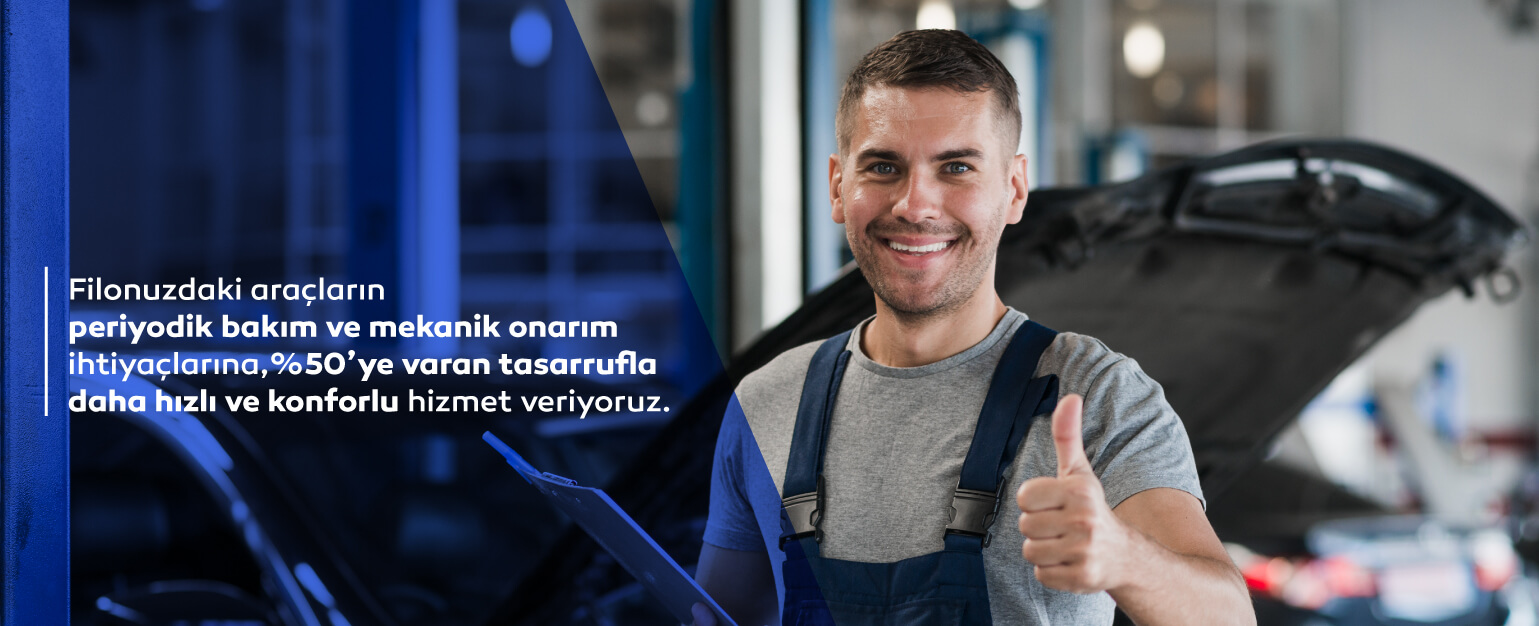 Filonuzdaki araçların
periyodik bakım ve mekanik onarım
ihtiyaçlarına,%50'ye varan tasarrufla
daha hızlı ve konforlu hizmet veriyoruz.